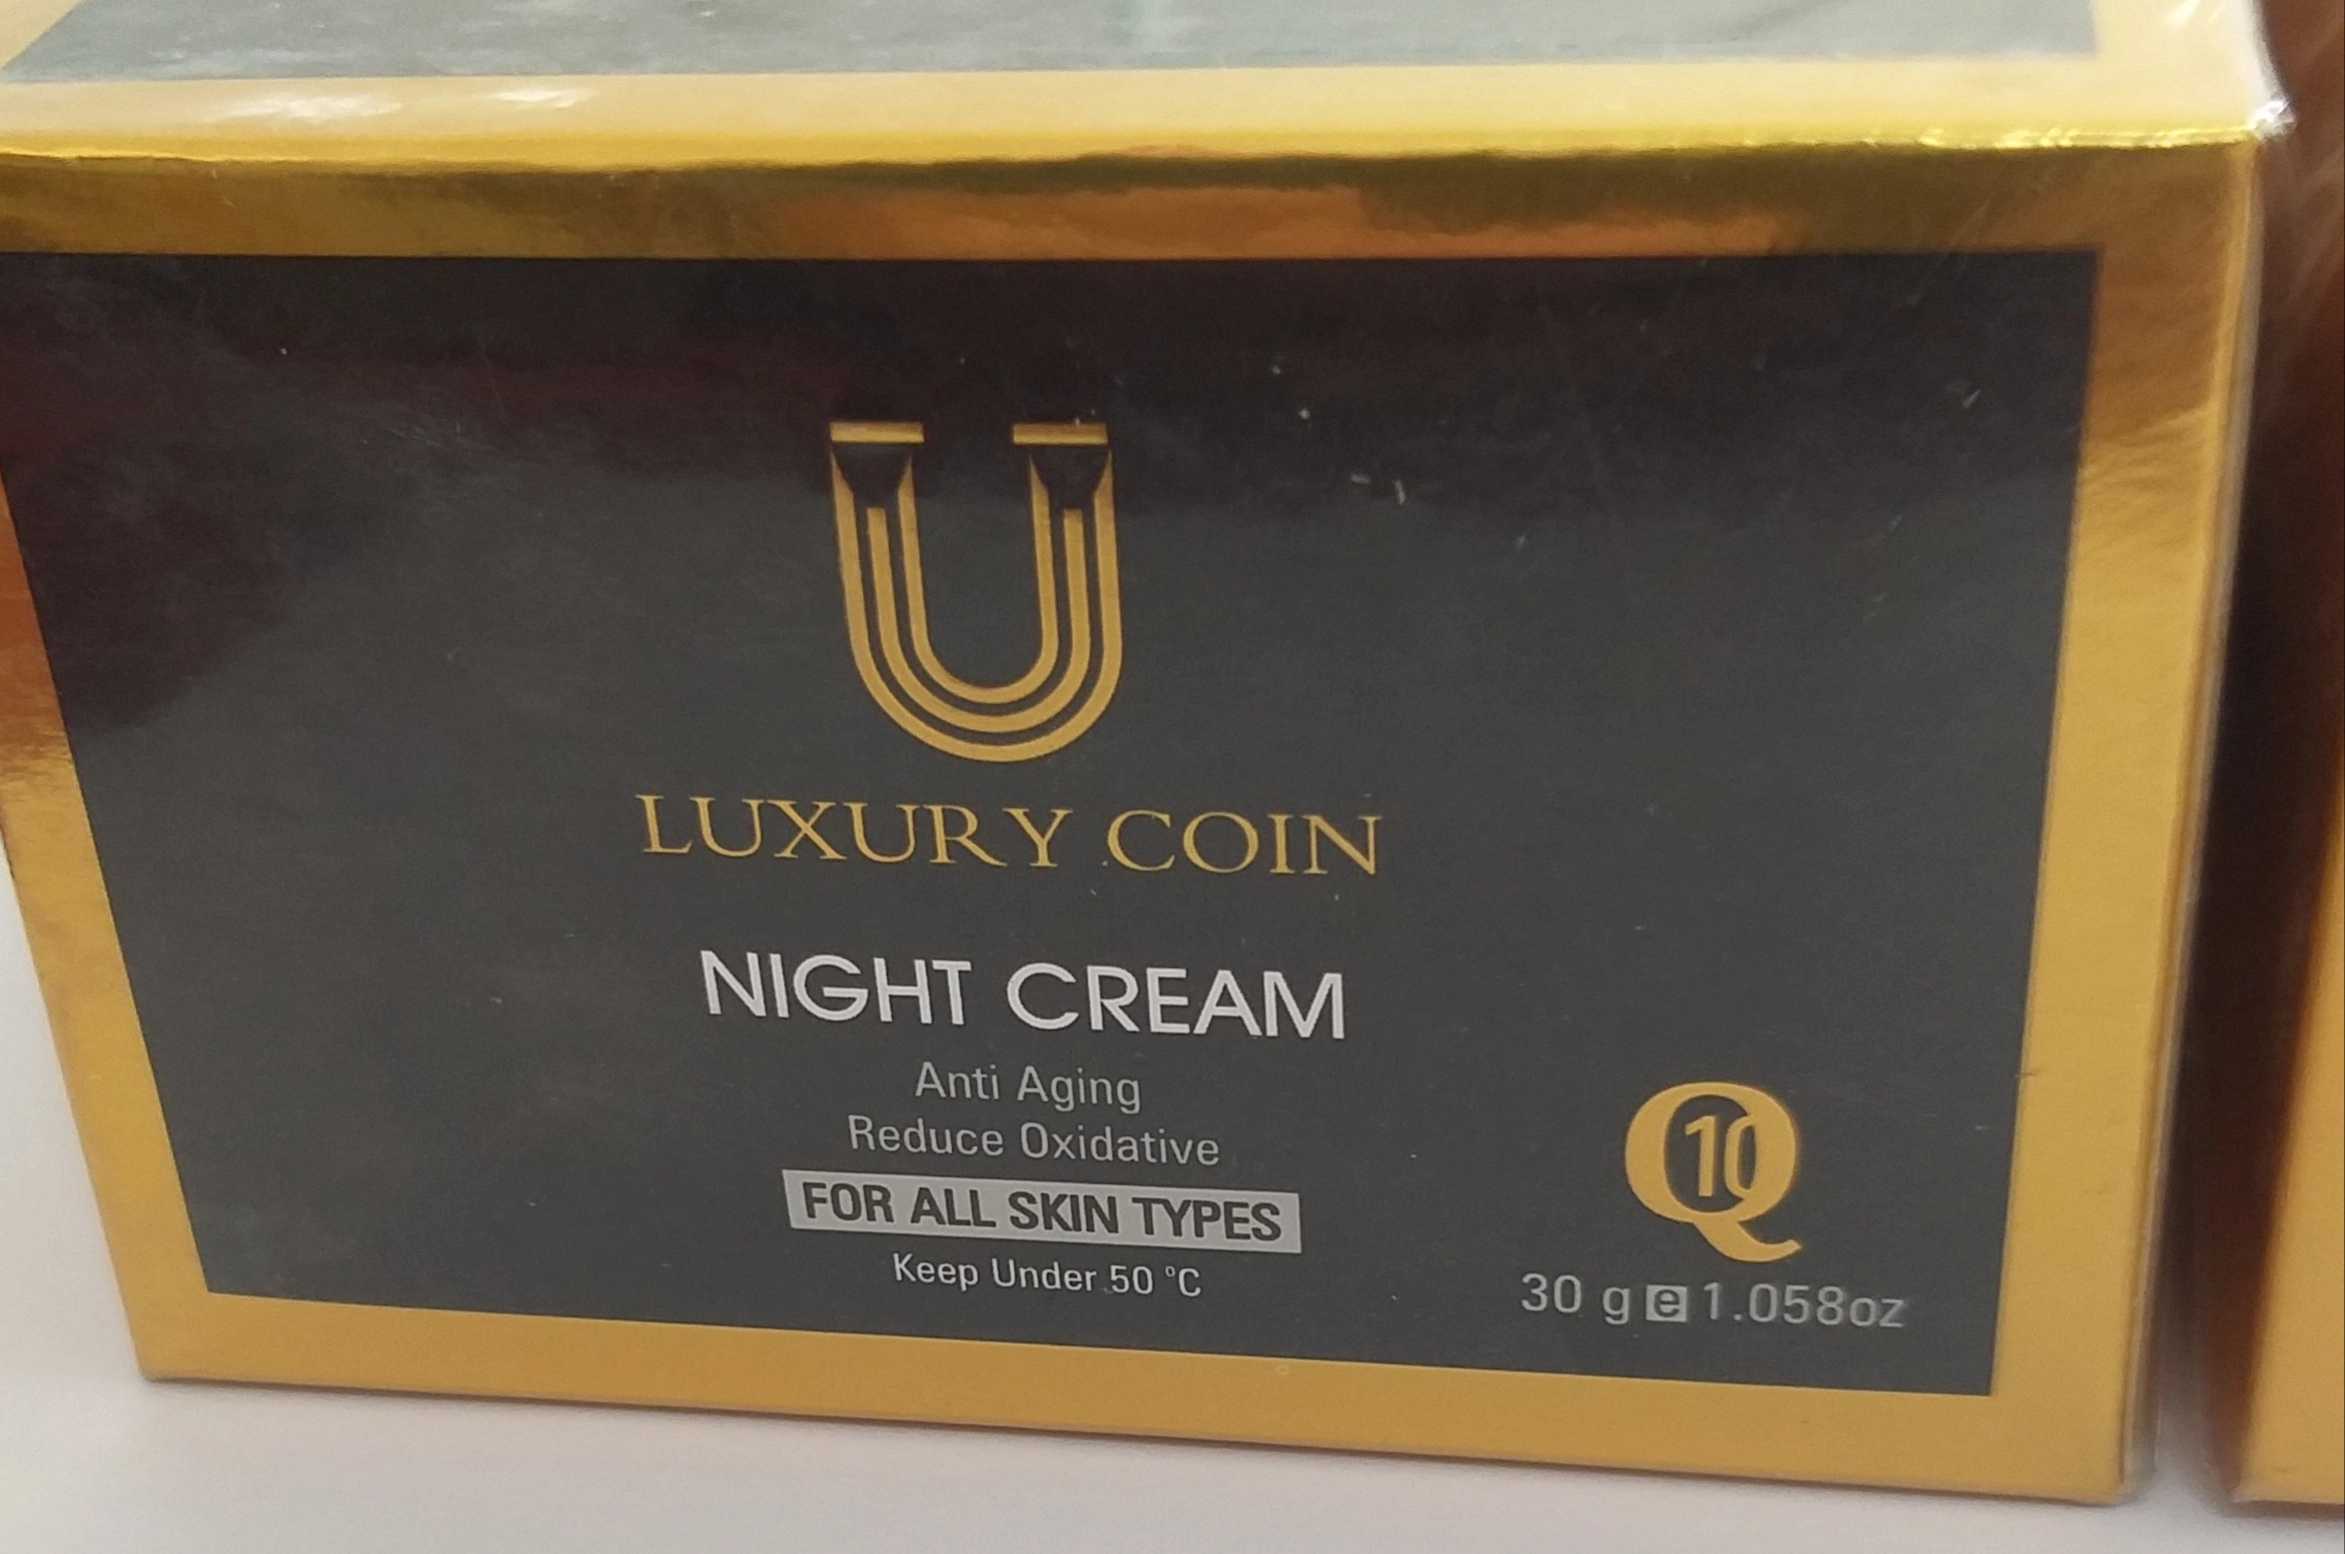 U
LUXURY COIN
NIGHT CREAM
Anti Aging
Reduce Oxidative
FOR ALL SKIN TYPES
Keep Under 50 °C
Q10
30 g e 1.058oz